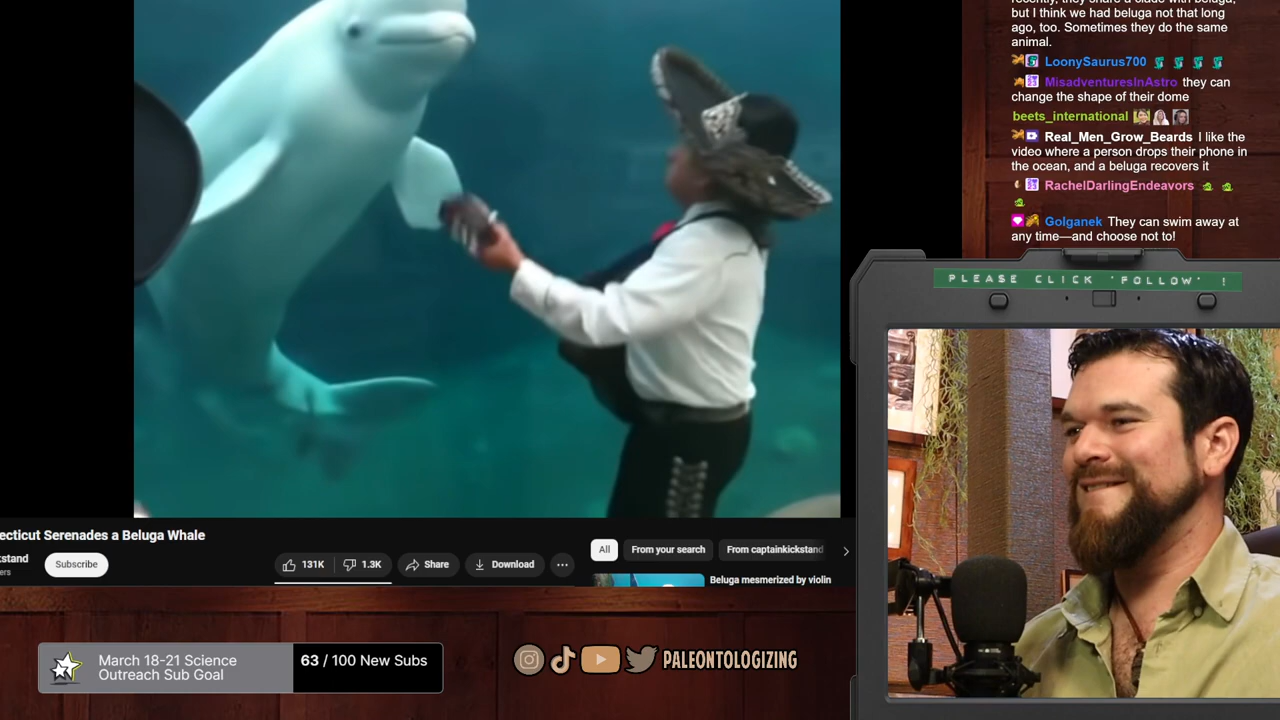 recently, they share a clade with beluga,
but I think we had beluga not that long
ago, too. Sometimes they do the same
animal.
LoonySaurus700
MisadventuresInAstro they can
change the shape of their dome
beets_international
Real_Men_Grow_Beards I like the
video where a person drops their phone in
the ocean, and a beluga recovers it
RachelDarlingEndeavors
Golganek They can swim away at
any time—and choose not to!
PLEASE CLICK "FOLLOW" !
ecticut Serenades a Beluga Whale
kstand
ers
Subscribe
131K
1.3K
Share
Download
All
From your search
From captainkickstand
Beluga mesmerized by violin
March 18-21 Science
Outreach Sub Goal
63 / 100 New Subs
PALEONTOLOGIZING